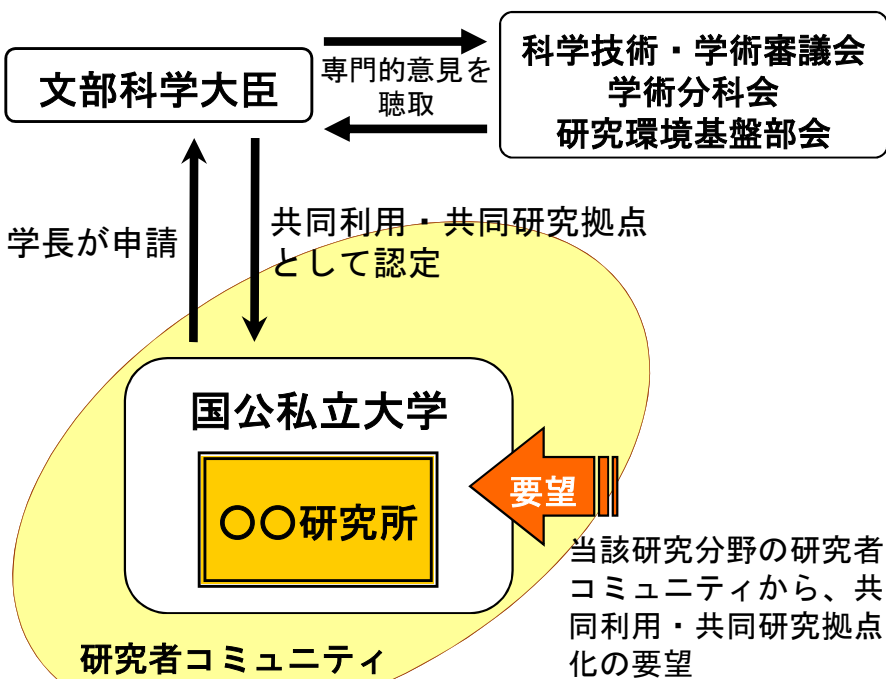 文部科学大臣
専門的意見を
聴取
科学技術・学術審議会
学術分科会
研究環境基盤部会
学長が申請
共同利用・共同研究拠点
として認定
国公私立大学
〇〇研究所
要望
当該研究分野の研究者
コミュニティから、共
同利用・共同研究拠点
化の要望
研究者コミュニティ